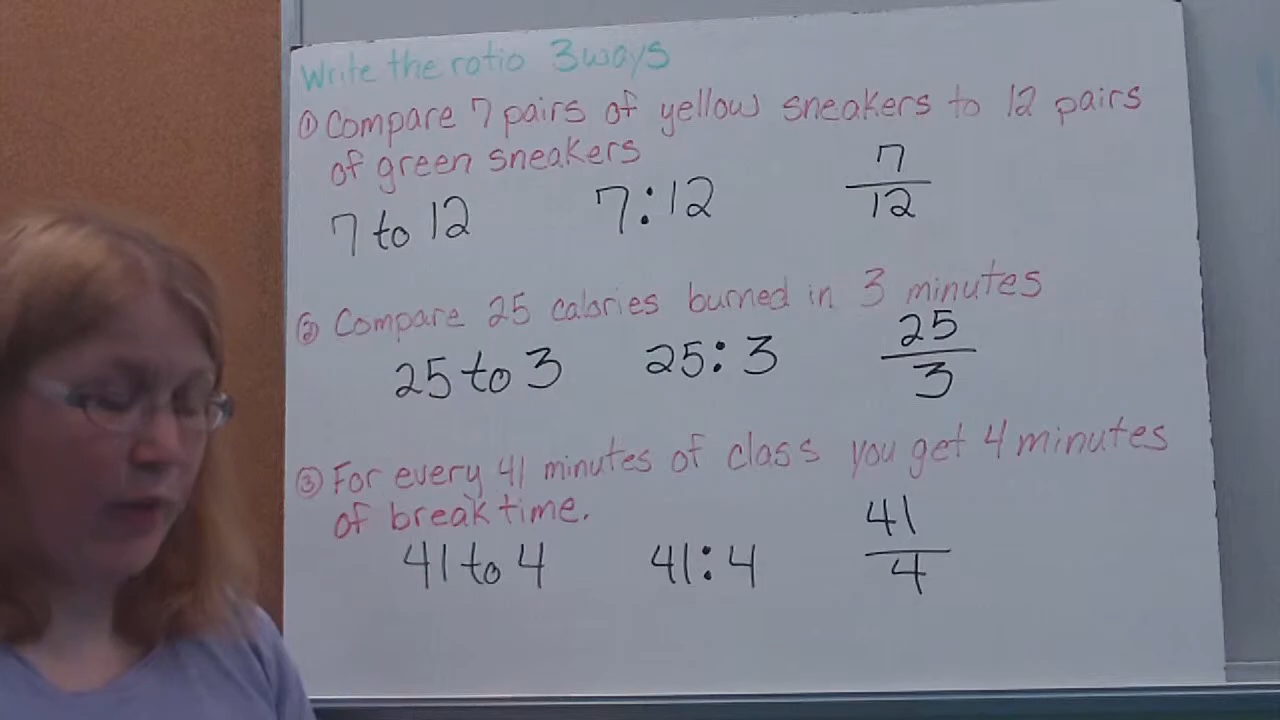 Write the ratio 3 ways
① Compare 7 pairs of yellow sneakers to 12 pairs
of green sneakers
7 to 12 7:12 7/12
② Compare 25 calories burned in 3 minutes
25 to 3 25:3 25/3
③ For every 41 minutes of class you get 4 minutes
of break time.
41 to 4 41:4 41/4